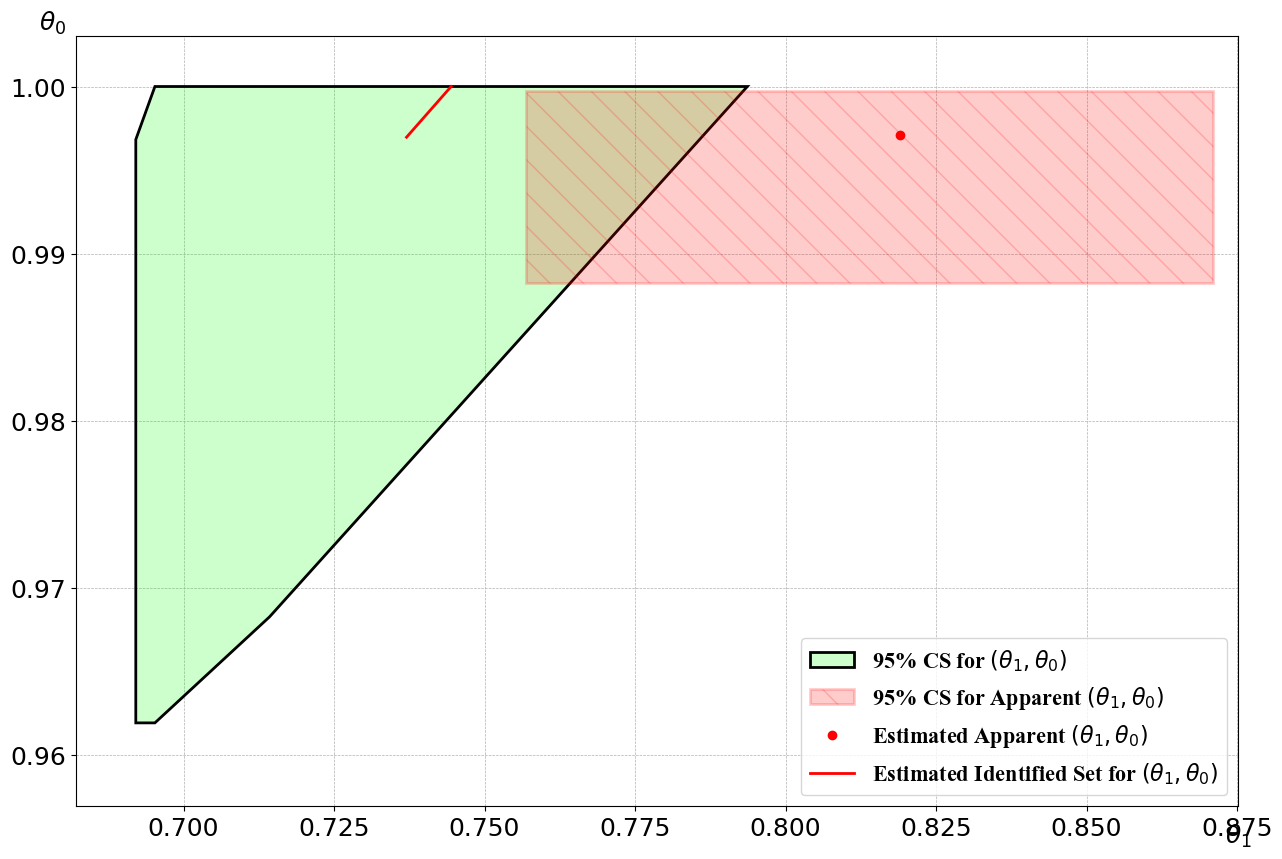 θ₀
1.00
0.99
0.98
0.97
0.96
95% CS for (θ₁, θ₀)
95% CS for Apparent (θ₁, θ₀)
Estimated Apparent (θ₁, θ₀)
Estimated Identified Set for (θ₁, θ₀)
0.700 0.725 0.750 0.775 0.800 0.825 0.850 0.875
θ₁